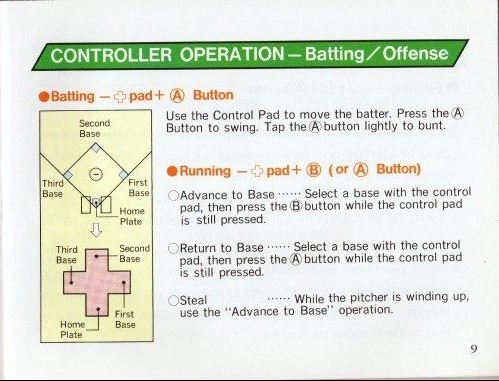 CONTROLLER OPERATION — Batting/Offense
●Batting — ✚ pad + Ⓐ Button
Use the Control Pad to move the batter. Press the Ⓐ
Button to swing. Tap the Ⓐ button lightly to bunt.
Second
Base
Third
Base
First
Base
Home
Plate
Third
Base
Second
Base
First
Base
Home
Plate
●Running — ✚ pad + Ⓑ (or Ⓐ Button)
○Advance to Base ······ Select a base with the control
pad, then press the Ⓑ button while the control pad
is still pressed.
○Return to Base ······ Select a base with the control
pad, then press the Ⓐ button while the control pad
is still pressed.
○Steal ······ While the pitcher is winding up,
use the "Advance to Base" operation.
9